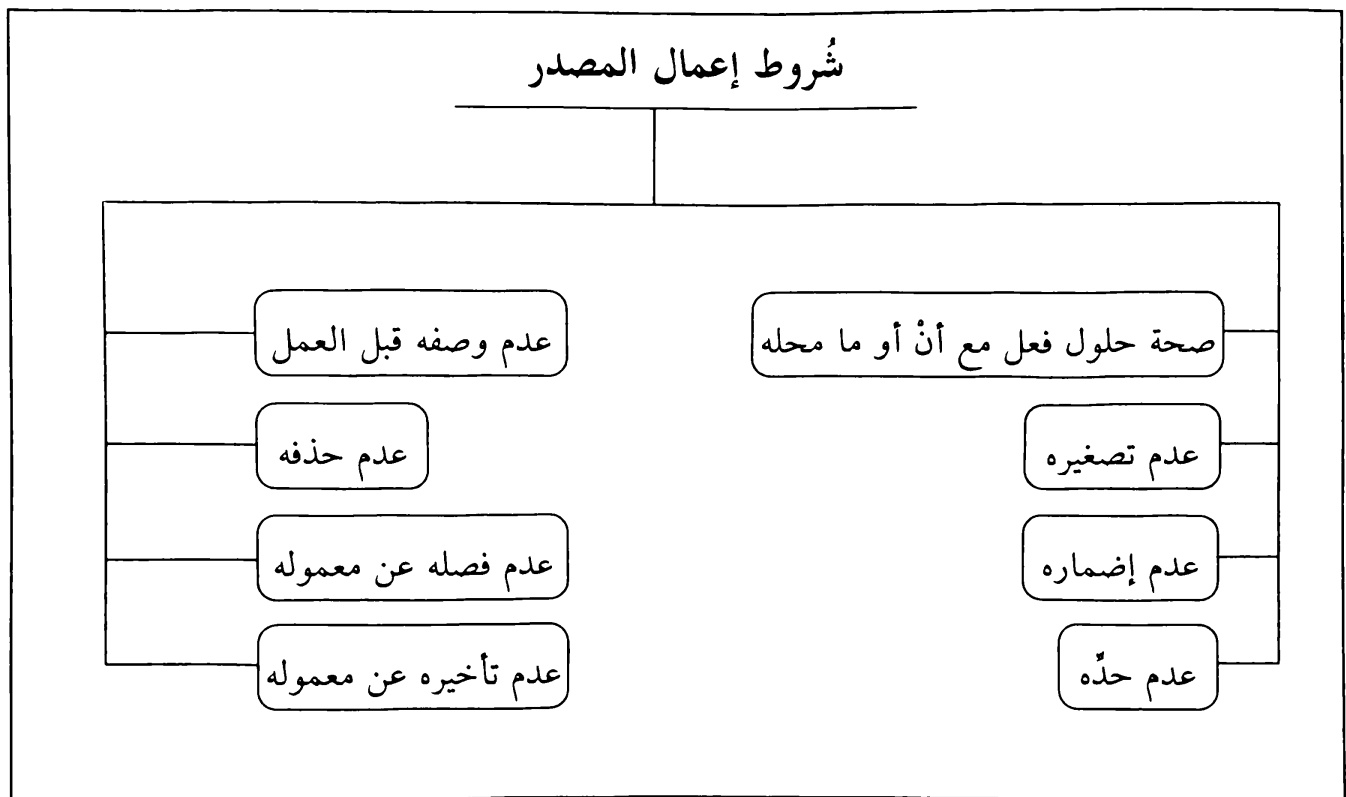 شُروط إعمال المصدر
صحة حلول فعل مع أنْ أو ما محله
عدم تصغيره
عدم إضماره
عدم حدِّه
عدم وصفه قبل العمل
عدم حذفه
عدم فصله عن معموله
عدم تأخيره عن معموله